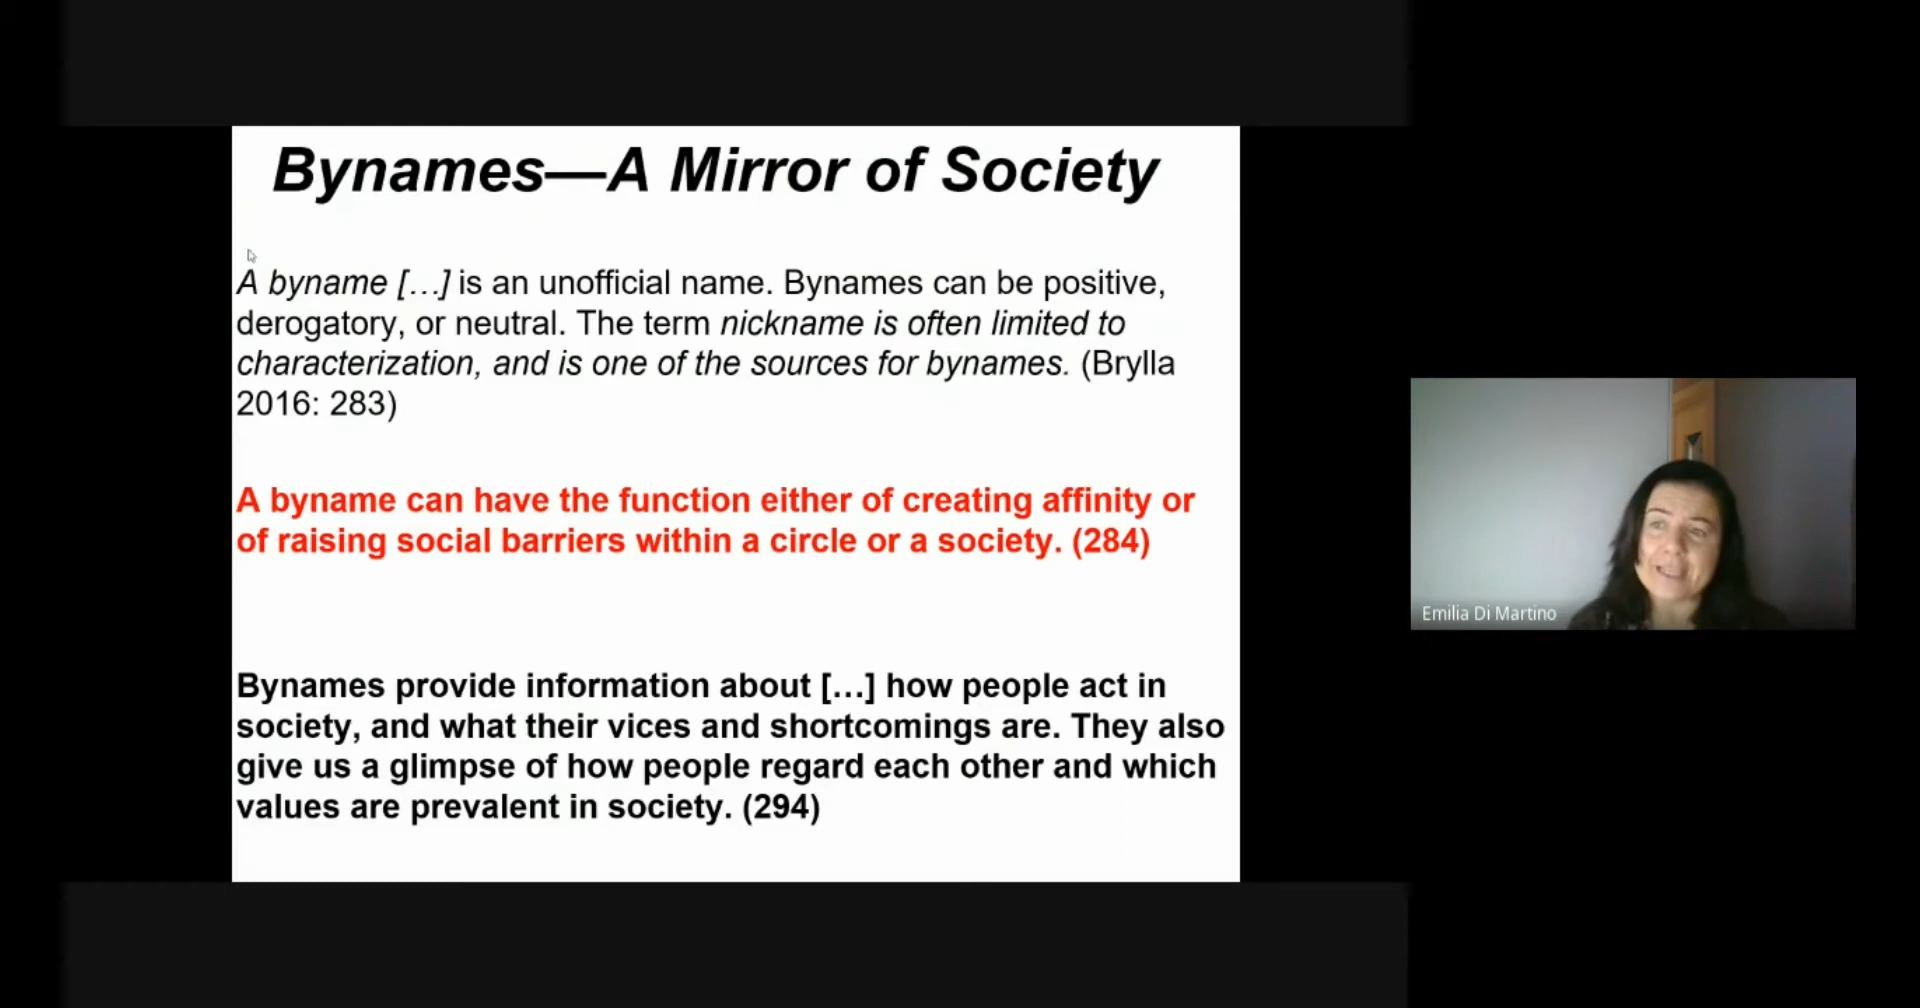 Bynames—A Mirror of Society
A byname […] is an unofficial name. Bynames can be positive,
derogatory, or neutral. The term nickname is often limited to
characterization, and is one of the sources for bynames. (Brylla
2016: 283)
A byname can have the function either of creating affinity or
of raising social barriers within a circle or a society. (284)
Bynames provide information about […] how people act in
society, and what their vices and shortcomings are. They also
give us a glimpse of how people regard each other and which
values are prevalent in society. (294)
Emilia Di Martino